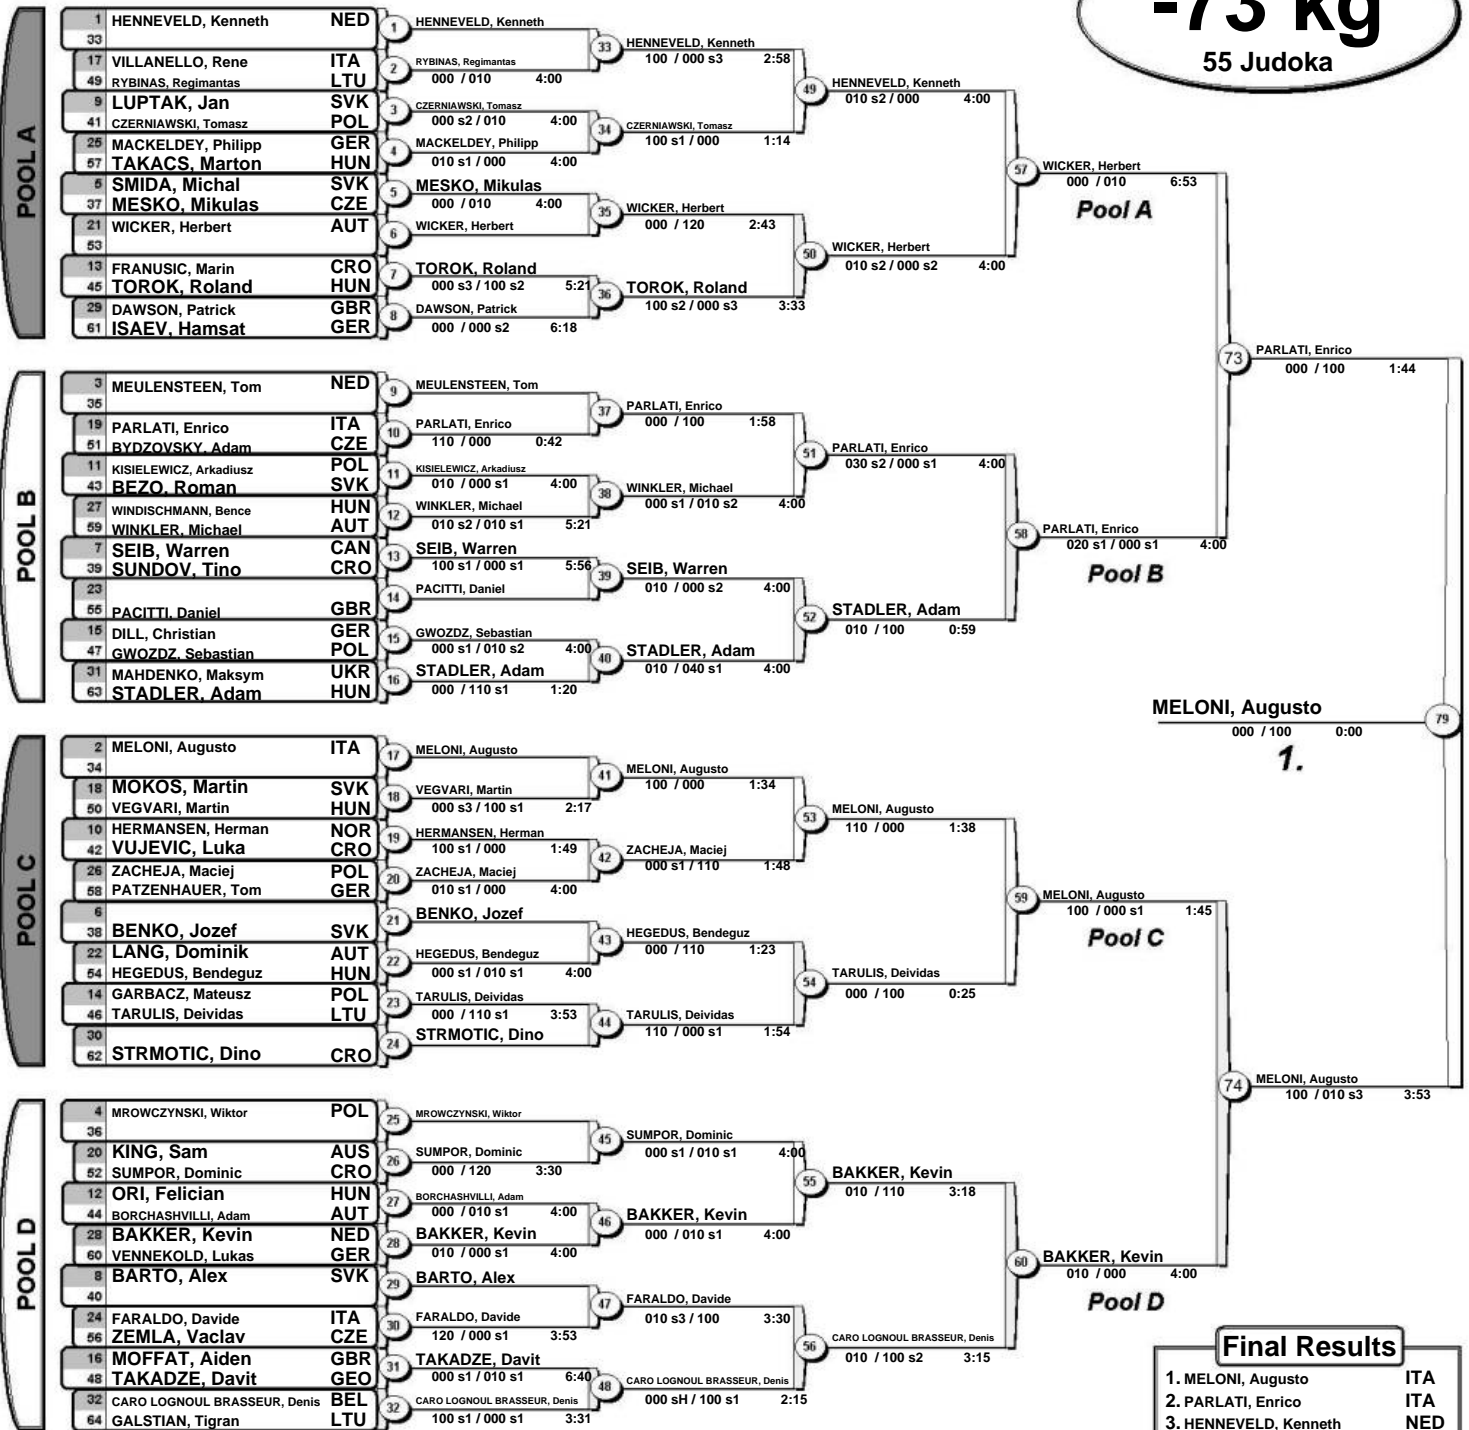 -73 kg
55 Judoka
POOL A
1 HENNEVELD, Kenneth NED
33
17 VILLANELLO, Rene ITA
49 RYBINAS, Regimantas LTU
9 LUPTAK, Jan SVK
41 CZERNIAWSKI, Tomasz POL
25 MACKELDEY, Philipp GER
57 TAKACS, Marton HUN
5 SMIDA, Michal SVK
37 MESKO, Mikulas CZE
21 WICKER, Herbert AUT
53
13 FRANUSIC, Marin CRO
45 TOROK, Roland HUN
29 DAWSON, Patrick GBR
61 ISAEV, Hamsat GER
1 HENNEVELD, Kenneth
2 RYBINAS, Regimantas
000 / 010 4:00
3 CZERNIAWSKI, Tomasz
000 s2 / 010 4:00
4 MACKELDEY, Philipp
010 s1 / 000 4:00
5 MESKO, Mikulas
000 / 010 4:00
6 WICKER, Herbert
7 TOROK, Roland
000 s3 / 100 s2 5:21
8 DAWSON, Patrick
000 / 000 s2 6:18
33 HENNEVELD, Kenneth
100 / 000 s3 2:58
34 CZERNIAWSKI, Tomasz
100 s1 / 000 1:14
35 WICKER, Herbert
000 / 120 2:43
36 TOROK, Roland
100 s2 / 000 s3 3:33
49 HENNEVELD, Kenneth
010 s2 / 000 4:00
50 WICKER, Herbert
010 s2 / 000 s2 4:00
57 WICKER, Herbert
000 / 010 6:53
Pool A
POOL B
3 MEULENSTEEN, Tom NED
35
19 PARLATI, Enrico ITA
51 BYDZOVSKY, Adam CZE
11 KISIELEWICZ, Arkadiusz POL
43 BEZO, Roman SVK
27 WINDISCHMANN, Bence HUN
59 WINKLER, Michael AUT
7 SEIB, Warren CAN
39 SUNDOV, Tino CRO
23
55 PACITTI, Daniel GBR
15 DILL, Christian GER
47 GWOZDZ, Sebastian POL
31 MAHDENKO, Maksym UKR
63 STADLER, Adam HUN
9 MEULENSTEEN, Tom
10 PARLATI, Enrico
110 / 000 0:42
11 KISIELEWICZ, Arkadiusz
010 / 000 s1 4:00
12 WINKLER, Michael
010 s2 / 010 s1 5:21
13 SEIB, Warren
100 s1 / 000 s1 5:56
14 PACITTI, Daniel
15 GWOZDZ, Sebastian
000 s1 / 010 s2 4:00
16 STADLER, Adam
000 / 110 s1 1:20
37 PARLATI, Enrico
000 / 100 1:58
38 WINKLER, Michael
000 s1 / 010 s2 4:00
39 SEIB, Warren
010 / 000 s2 4:00
40 STADLER, Adam
010 / 040 s1 4:00
51 PARLATI, Enrico
030 s2 / 000 s1 4:00
52 STADLER, Adam
010 / 100 0:59
58 PARLATI, Enrico
020 s1 / 000 s1 4:00
Pool B
73 PARLATI, Enrico
000 / 100 1:44
MELONI, Augusto 79
000 / 100 0:00
1.
POOL C
2 MELONI, Augusto ITA
34
18 MOKOS, Martin SVK
50 VEGVARI, Martin HUN
10 HERMANSEN, Herman NOR
42 VUJEVIC, Luka CRO
26 ZACHEJA, Maciej POL
58 PATZENHAUER, Tom GER
6
38 BENKO, Jozef SVK
22 LANG, Dominik AUT
54 HEGEDUS, Bendeguz HUN
14 GARBACZ, Mateusz POL
46 TARULIS, Deividas LTU
30
62 STRMOTIC, Dino CRO
17 MELONI, Augusto
18 VEGVARI, Martin
000 s3 / 100 s1 2:17
19 HERMANSEN, Herman
100 s1 / 000 1:49
20 ZACHEJA, Maciej
010 s1 / 000 4:00
21 BENKO, Jozef
22 HEGEDUS, Bendeguz
000 s1 / 010 s1 4:00
23 TARULIS, Deividas
000 / 110 s1 3:53
24 STRMOTIC, Dino
41 MELONI, Augusto
100 / 000 1:34
42 ZACHEJA, Maciej
000 s1 / 110 1:48
43 HEGEDUS, Bendeguz
000 / 110 1:23
44 TARULIS, Deividas
110 / 000 s1 1:54
53 MELONI, Augusto
110 / 000 1:38
54 TARULIS, Deividas
000 / 100 0:25
59 MELONI, Augusto
100 / 000 s1 1:45
Pool C
74 MELONI, Augusto
100 / 010 s3 3:53
POOL D
4 MROWCZYNSKI, Wiktor POL
36
20 KING, Sam AUS
52 SUMPOR, Dominic CRO
12 ORI, Felician HUN
44 BORCHASHVILLI, Adam AUT
28 BAKKER, Kevin NED
60 VENNEKOLD, Lukas GER
8 BARTO, Alex SVK
40
24 FARALDO, Davide ITA
56 ZEMLA, Vaclav CZE
16 MOFFAT, Aiden GBR
48 TAKADZE, Davit GEO
32 CARO LOGNOUL BRASSEUR, Denis BEL
64 GALSTIAN, Tigran LTU
25 MROWCZYNSKI, Wiktor
26 SUMPOR, Dominic
000 / 120 3:30
27 BORCHASHVILLI, Adam
000 / 010 s1 4:00
28 BAKKER, Kevin
010 / 000 s1 4:00
29 BARTO, Alex
30 FARALDO, Davide
120 / 000 s1 3:53
31 TAKADZE, Davit
000 s1 / 010 s1 6:40
32 CARO LOGNOUL BRASSEUR, Denis
100 s1 / 000 s1 3:31
45 SUMPOR, Dominic
000 s1 / 010 s1 4:00
46 BAKKER, Kevin
000 / 010 s1 4:00
47 FARALDO, Davide
010 s3 / 100 3:30
48 CARO LOGNOUL BRASSEUR, Denis
000 sH / 100 s1 2:15
55 BAKKER, Kevin
010 / 110 3:18
56 CARO LOGNOUL BRASSEUR, Denis
010 / 100 s2 3:15
60 BAKKER, Kevin
010 / 000 4:00
Pool D
Final Results
1. MELONI, Augusto ITA
2. PARLATI, Enrico ITA
3. HENNEVELD, Kenneth NED